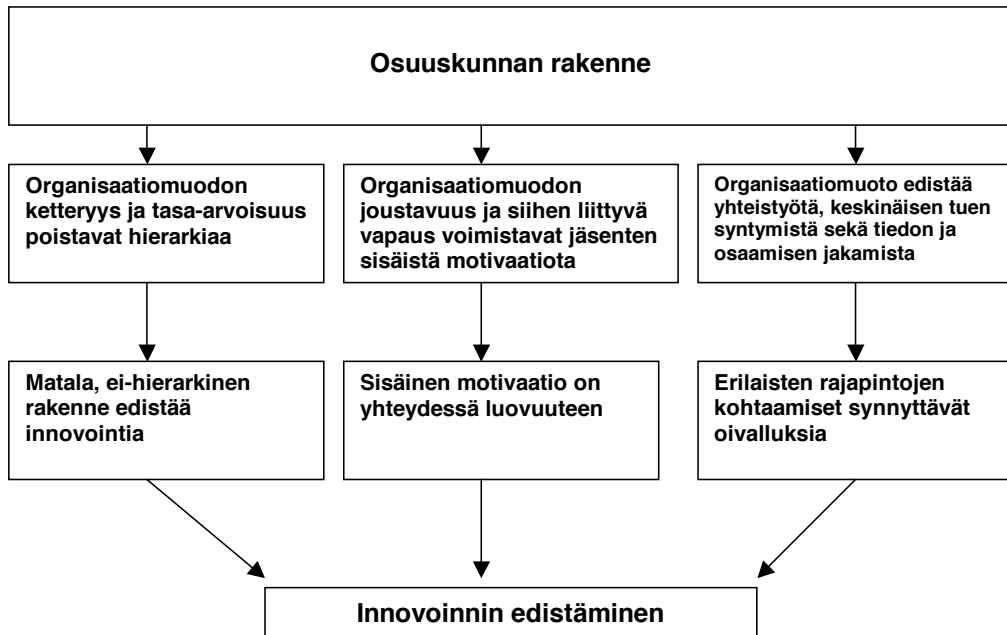 Osuuskunnan rakenne
Organisaatiomuodon
ketteryys ja tasa-arvoisuus
poistavat hierarkiaa
Organisaatiomuodon
joustavuus ja siihen liittyvä
vapaus voimistavat jäsenten
sisäistä motivaatiota
Organisaatiomuoto edistää
yhteistyötä, keskinäisen tuen
syntymistä sekä tiedon ja
osaamisen jakamista
Matala, ei-hierarkinen
rakenne edistää
innovointia
Sisäinen motivaatio on
yhteydessä luovuuteen
Erilaisten rajapintojen
kohtaamiset synnyttävät
oivalluksia
Innovoinnin edistäminen